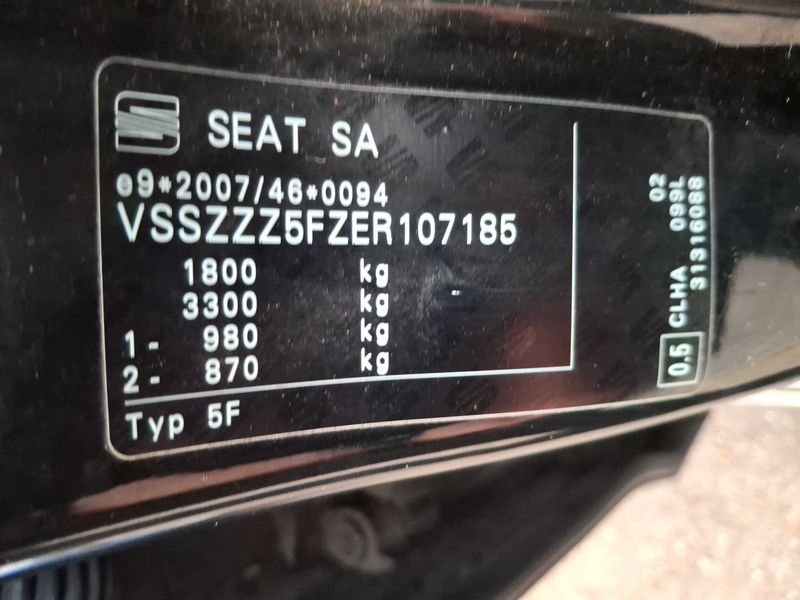 SEAT SA
e9*2007/46*0094
VSSZZZ5FZER107185
1800 kg
3300 kg
1- 980 kg
2- 870 kg
Typ 5F
02
CLHA 099L
0.5 31316088